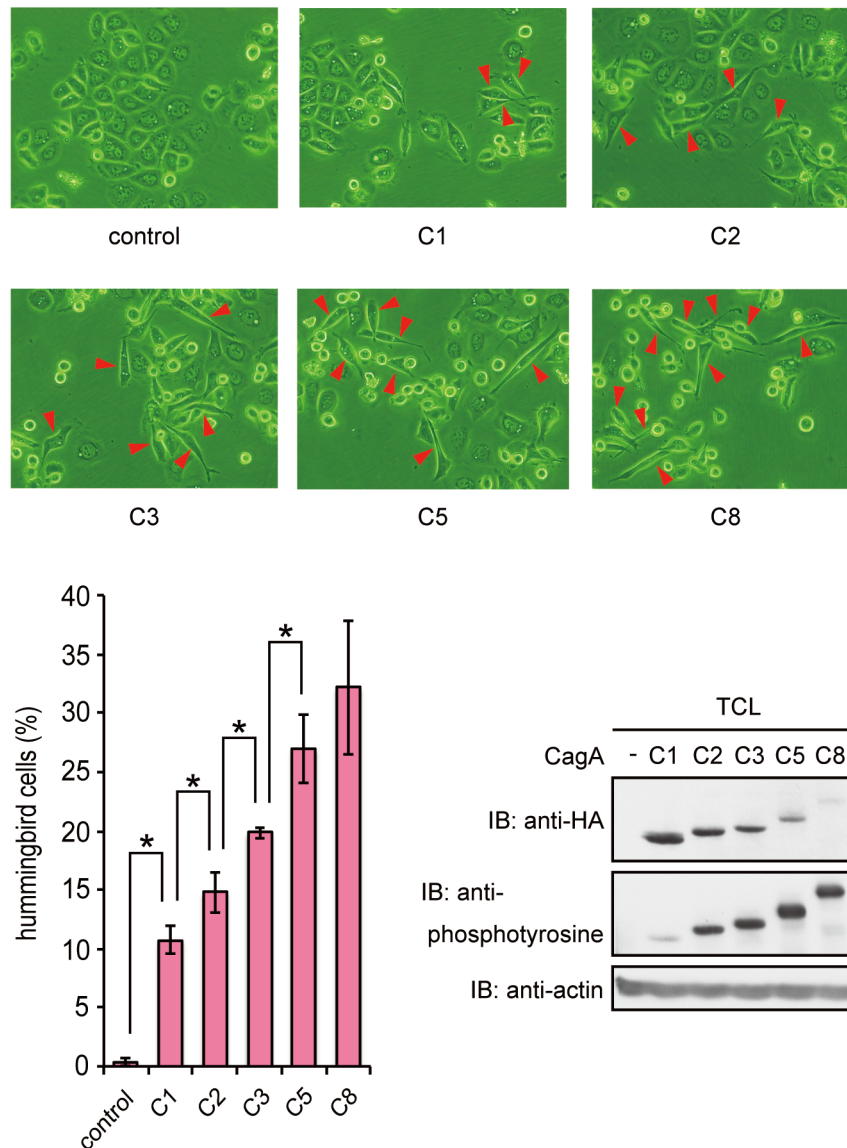 control
C1
C2
C3
C5
C8
hummingbird cells (%)
40
35
30
25
20
15
10
5
0
*
*
*
*
control
C1
C2
C3
C5
C8
TCL
CagA - C1 C2 C3 C5 C8
IB: anti-HA
IB: anti-
phosphotyrosine
IB: anti-actin